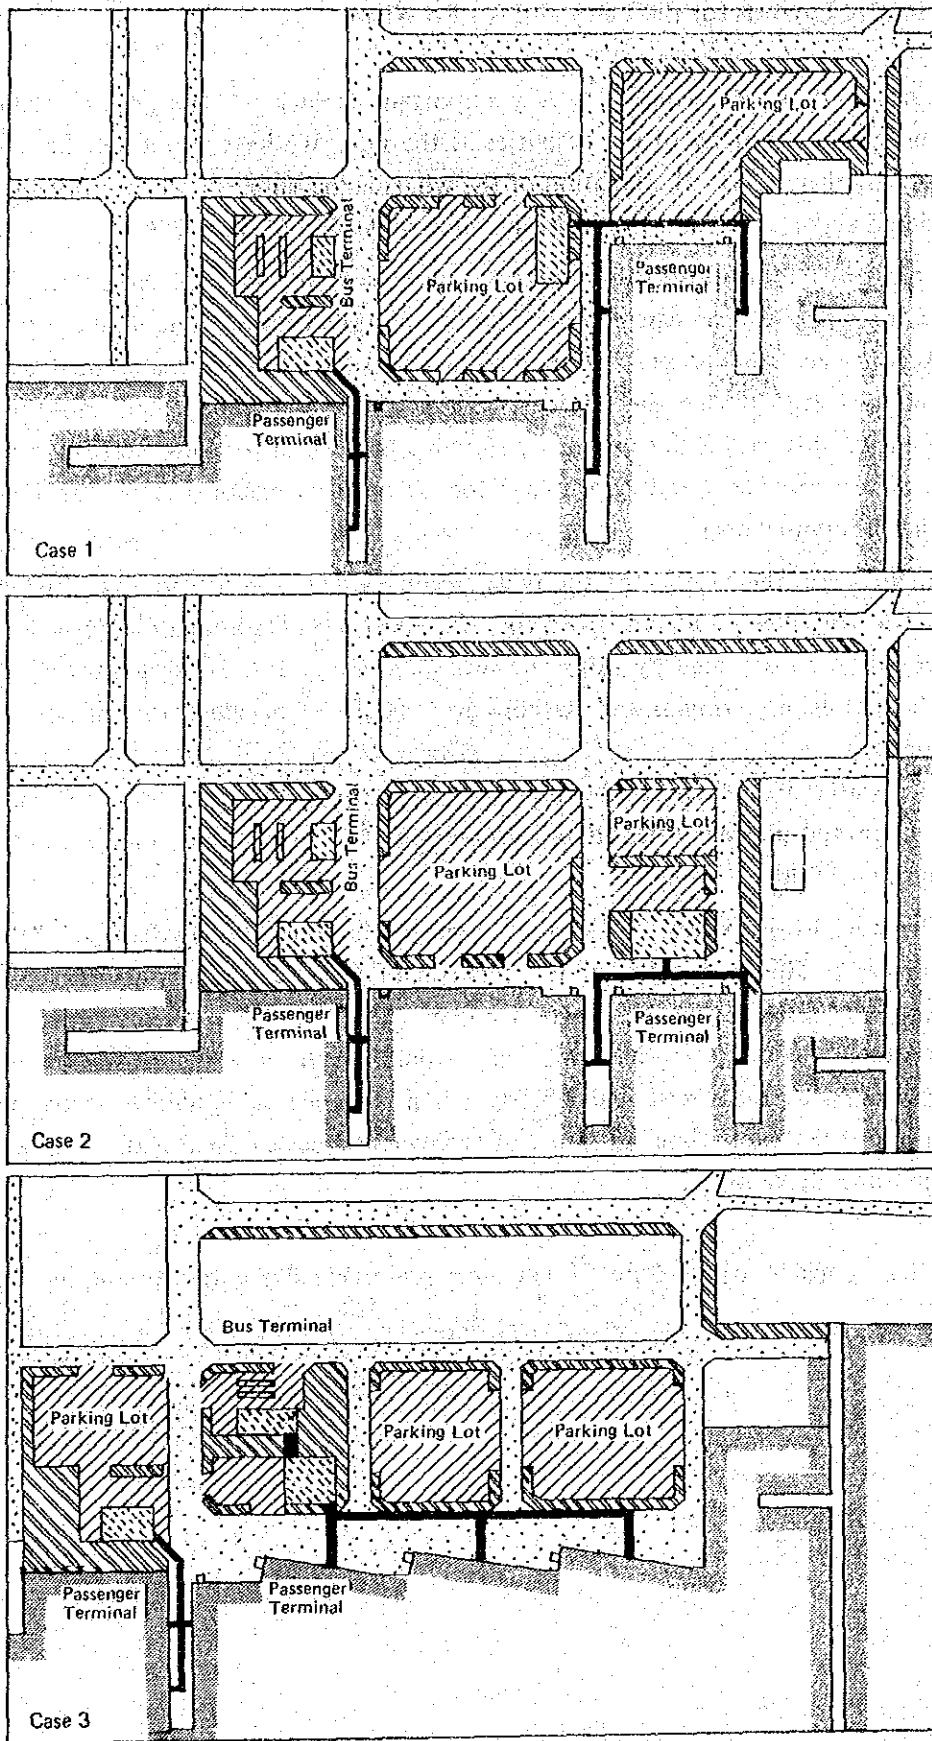 Parking Lot
Bus Terminal
Parking Lot
Passenger
Terminal
Passenger
Terminal
Case 1
Bus Terminal
Parking Lot
Parking Lot
Passenger
Terminal
Passenger
Terminal
Case 2
Bus Terminal
Parking Lot
Parking Lot
Parking Lot
Passenger
Terminal
Passenger
Terminal
Case 3